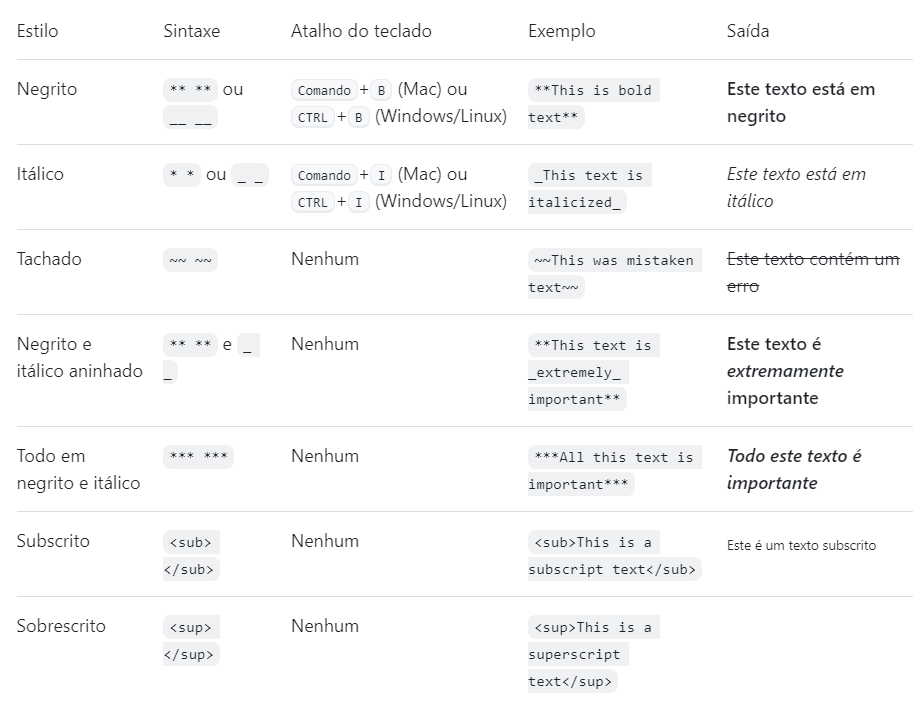 Estilo Sintaxe Atalho do teclado Exemplo Saída
Negrito ** ** ou Comando + B (Mac) ou **This is bold Este texto está em
__ __ CTRL + B (Windows/Linux) text** negrito
Itálico * * ou _ _ Comando + I (Mac) ou _This text is Este texto está em
CTRL + I (Windows/Linux) italicized_ itálico
Tachado ~~ ~~ Nenhum ~~This was mistaken Este texto contém um
text~~ erro
Negrito e ** ** e _ Nenhum **This text is Este texto é
itálico aninhado _ _extremely_ extremamente
important** importante
Todo em *** *** Nenhum ***All this text is Todo este texto é
negrito e itálico important*** importante
Subscrito <sub> Nenhum <sub>This is a Este é um texto subscrito
</sub> subscript text</sub>
Sobrescrito <sup> Nenhum <sup>This is a
</sup> superscript
text</sup>